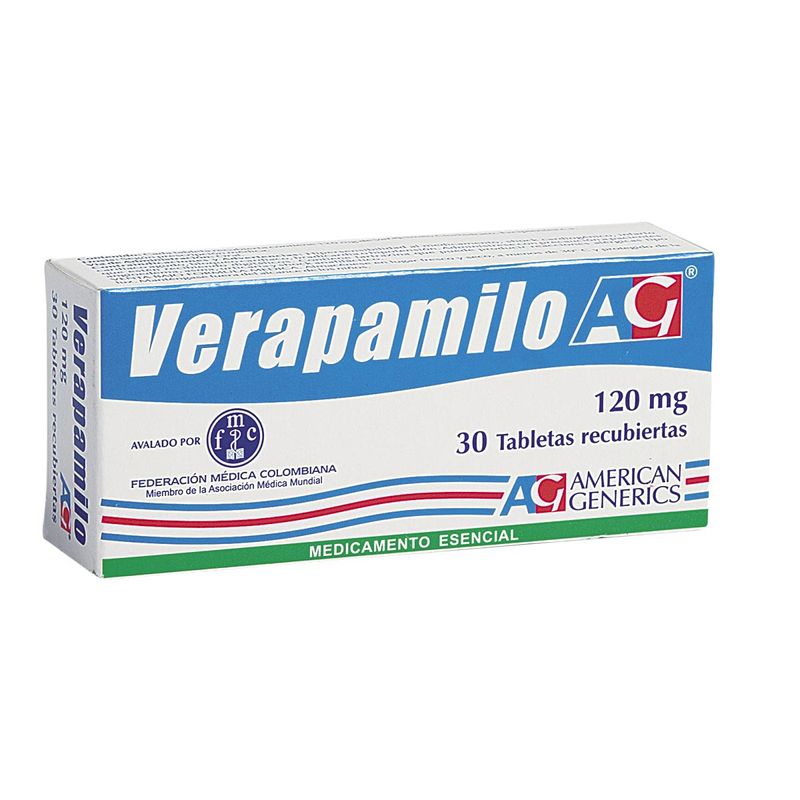 Verapamilo AG®
120 mg
30 Tabletas recubiertas
AVALADO POR
f m c
FEDERACIÓN MÉDICA COLOMBIANA
Miembro de la Asociación Médica Mundial
AG AMERICAN
GENERICS
MEDICAMENTO ESENCIAL
Verapamilo AG
120 mg
30 Tabletas recubiertas